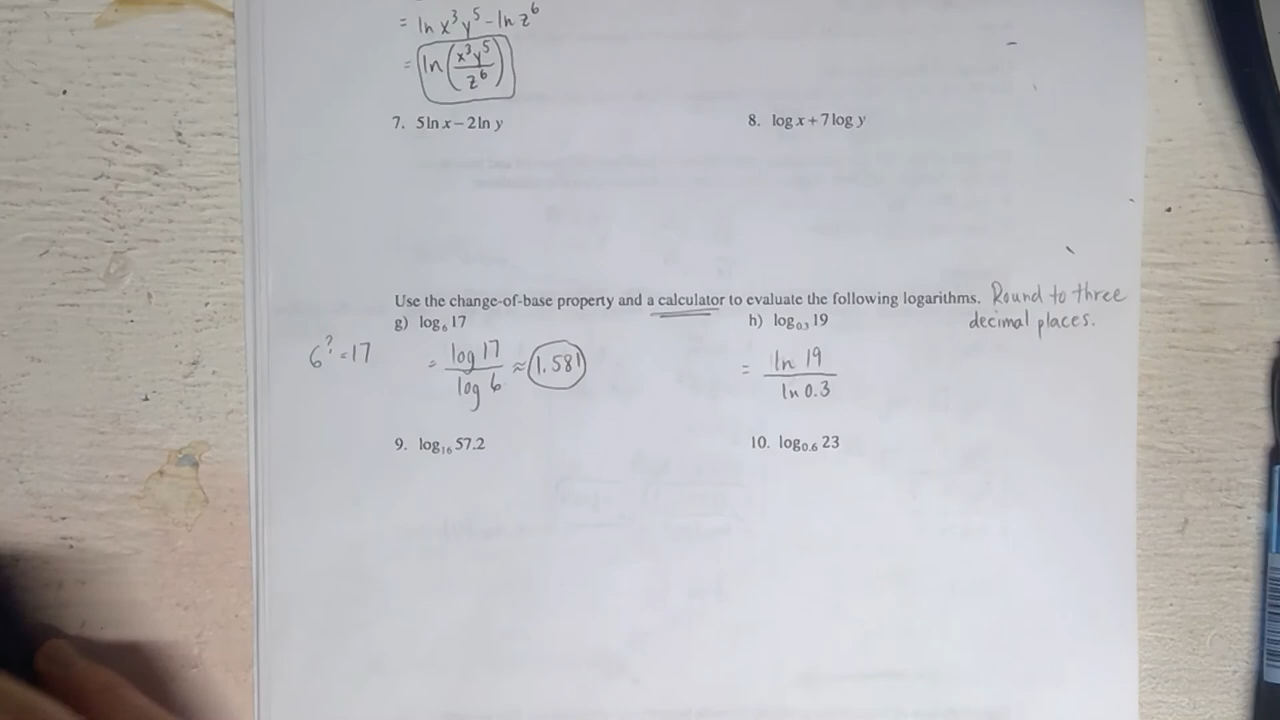 = ln x³y⁵ - ln z⁶
= ln(x³y⁵/z⁶)
7. 5 ln x − 2 ln y
8. log x + 7 log y
Use the change-of-base property and a calculator to evaluate the following logarithms. Round to three decimal places.
g) log₆ 17
h) log₀.₃ 19
6^? = 17
= log 17 / log 6 ≈ 1.581
= ln 19 / ln 0.3
9. log₁₆ 57.2
10. log₀.₆ 23